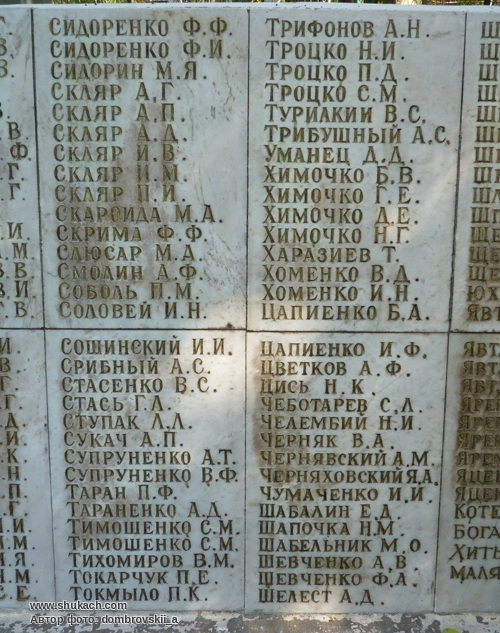 СИДОРЕНКО Ф.Ф.
СИДОРЕНКО Ф.И.
СИДОРИН М.Я.
СКЛЯР А.Г.
СКЛЯР А.П.
СКЛЯР А.Д.
СКЛЯР И.В.
СКЛЯР И.М.
СКЛЯР П.И.
СКАРСИДА М.А.
СКРИМА Ф.Ф.
СЛЮСАР М.А.
СМОЛИН А.Ф.
СОБОЛЬ П.М.
СОЛОВЕЙ И.Н.
СОШИНСКИЙ И.И.
СРИБНЫЙ А.С.
СТАСЕНКО В.С.
СТАСЬ Г.Л.
СТУПАК Л.Л.
СУКАЧ А.П.
СУПРУНЕНКО А.Т.
СУПРУНЕНКО В.Ф.
ТАРАН П.Ф.
ТАРАНЕНКО А.Д.
ТИМОШЕНКО С.М.
ТИМОШЕНКО С.М.
ТИХОМИРОВ В.М.
ТОКАРЧУК П.Е.
ТОКМЫЛО П.К.
ТРИФОНОВ А.Н.
ТРОЦКО Н.И.
ТРОЦКО П.Д.
ТРОЦКО С.М.
ТУРИЛКИН В.С.
ТРИБУШНЫЙ А.С.
УМАНЕЦ Д.Д.
ХИМОЧКО Б.В.
ХИМОЧКО Г.Е.
ХИМОЧКО Д.Е.
ХИМОЧКО Н.Г.
ХАРАЗИЕВ Т.
ХОМЕНКО В.Д.
ХОМЕНКО И.Н.
ЦАПИЕНКО Б.А.
ЦАПИЕНКО И.Ф.
ЦВЕТКОВ А.Ф.
ЦИСЬ Н.К.
ЧЕБОТАРЕВ С.Л.
ЧЕЛЕМБИЙ Н.И.
ЧЕРНЯК В.А.
ЧЕРНЯВСКИЙ А.М.
ЧЕРНЯХОВСКИЙ Я.А.
ЧУМАЧЕНКО И.И.
ШАБАЛИН Е.Д.
ШАПОЧКА Н.М.
ШАБЕЛЬНИК М.О.
ШЕВЧЕНКО А.В.
ШЕВЧЕНКО Ф.А.
ШЕЛЕСТ А.Д.
www.shukach.com
Автор фото: dombrovskii_a